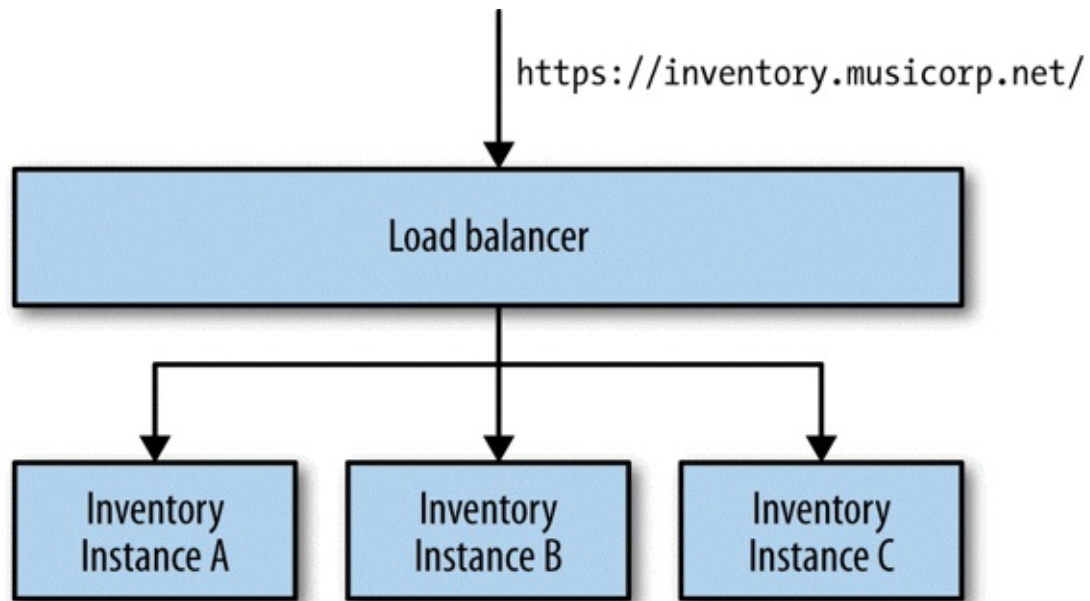 https://inventory.musicorp.net/
Load balancer
Inventory
Instance A
Inventory
Instance B
Inventory
Instance C